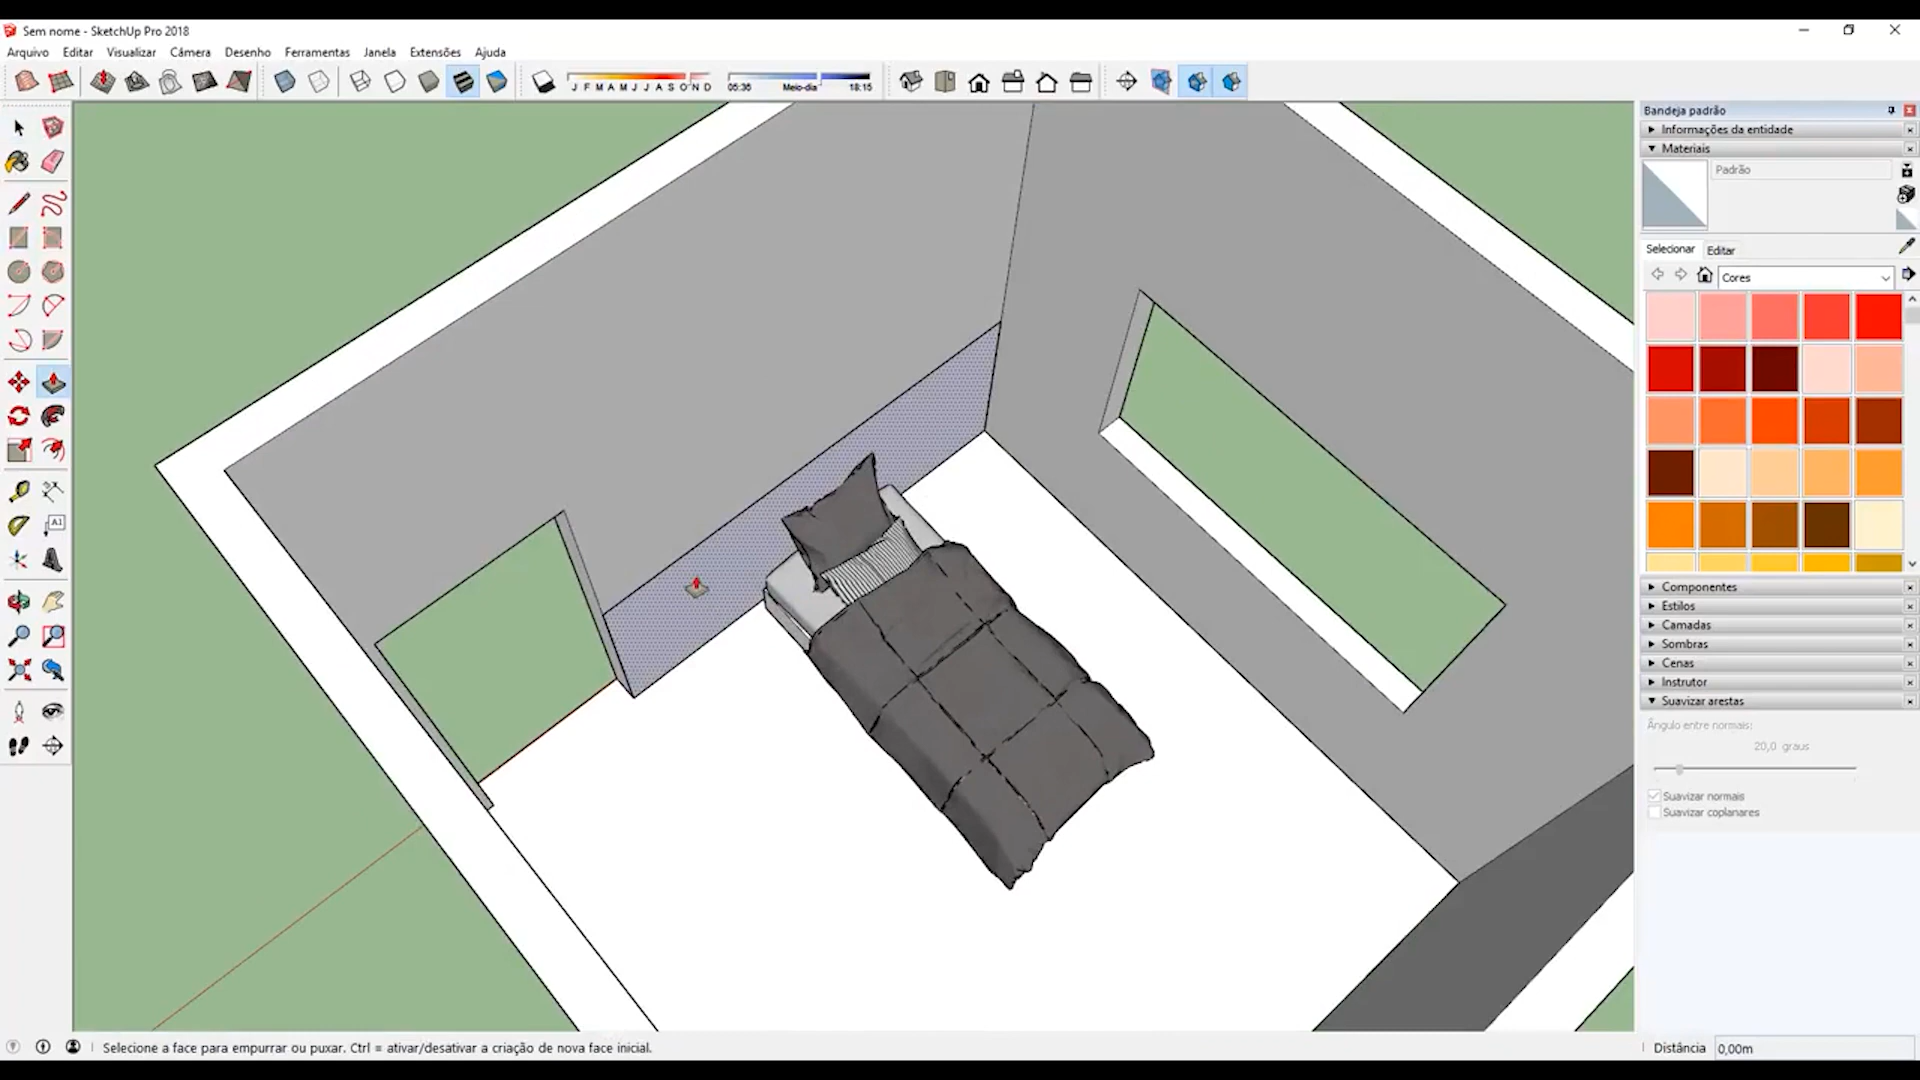 Sem nome - SketchUp Pro 2018
Arquivo Editar Visualizar Câmera Desenho Ferramentas Janela Extensões Ajuda
J F M A M J J A S O N D 05:36 Meio-dia 18:15
Bandeja padrão
Informações da entidade
Materiais
Padrão
Selecionar Editar
Cores
A1
Componentes
Estilos
Camadas
Sombras
Cenas
Instrutor
Suavizar arestas
Ângulo entre normais:
20,0 graus
Suavizar normais
Suavizar coplanares
Selecione a face para empurrar ou puxar. Ctrl = ativar/desativar a criação de nova face inicial.
Distância 0,00m